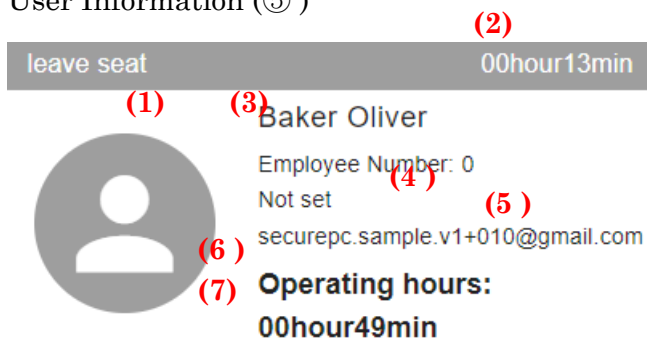 User Information (⑤ )
(2)
leave seat 00hour13min
(1) (3)
Baker Oliver
Employee Number: 0
(4 )
Not set (5 )
securepc.sample.v1+010@gmail.com
(6 )
(7) Operating hours:
00hour49min